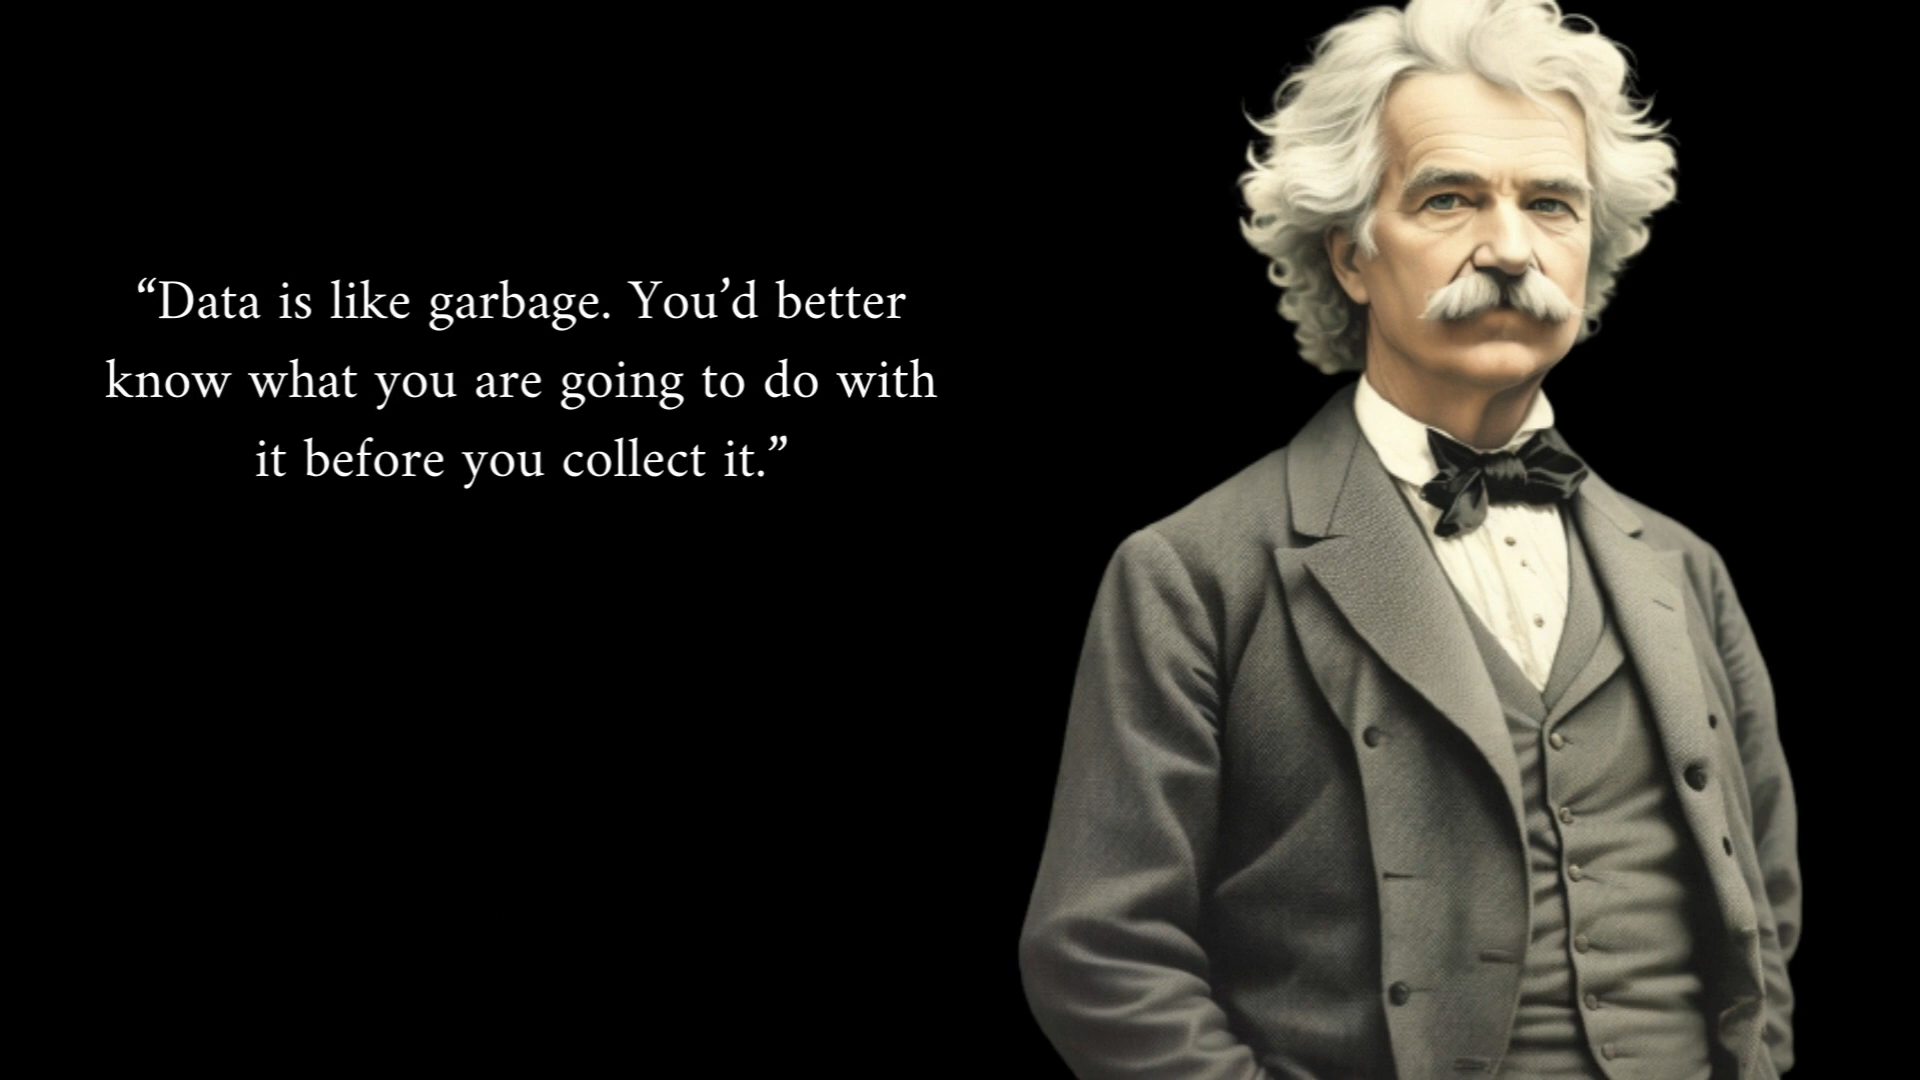 “Data is like garbage. You’d better
know what you are going to do with
it before you collect it.”